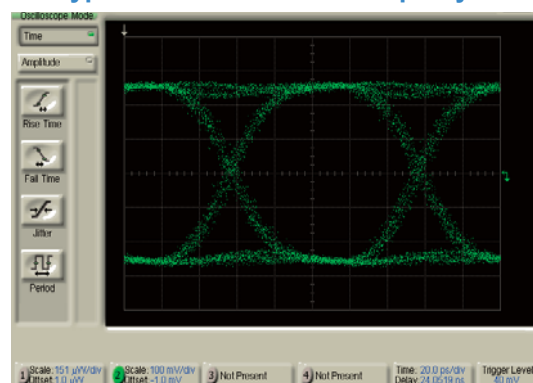 Oscilloscope Mode
Time
Amplitude
Rise Time
Fall Time
Jitter
Period
1) Scale: 151 µW/div
Offset: 1.0 µW
2) Scale: 100 mV/div
Offset: -1.0 mV
3) Not Present
4) Not Present
Time: 20.0 ps/div
Delay: 24.0519 ns
Trigger Level
40 mV